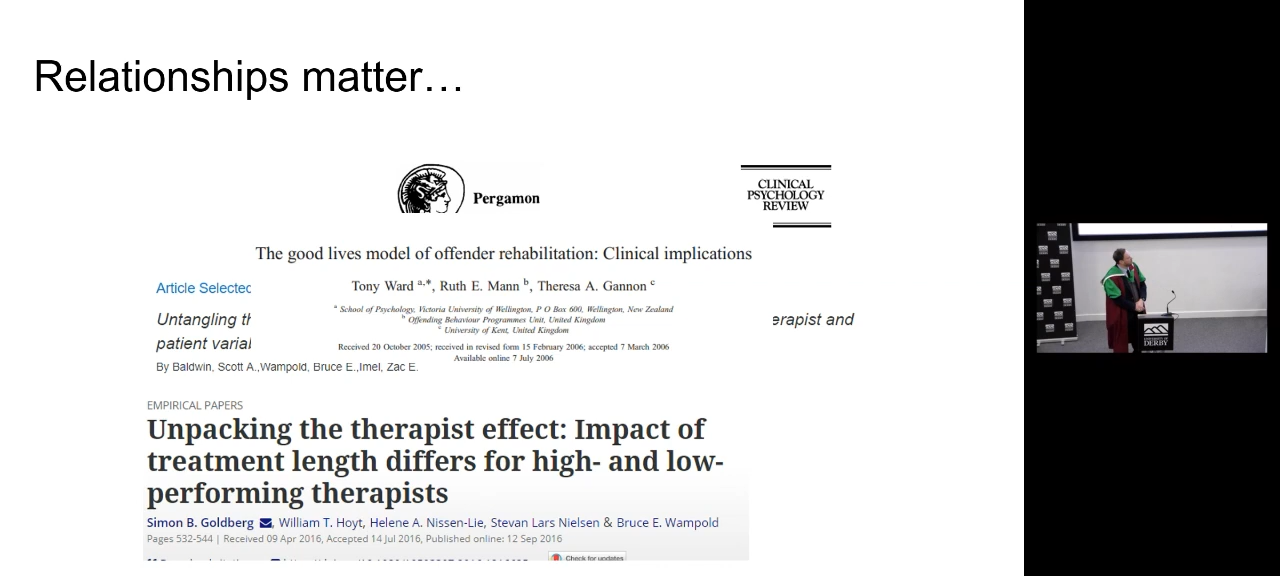 Relationships matter…
Pergamon
CLINICAL
PSYCHOLOGY
REVIEW
The good lives model of offender rehabilitation: Clinical implications
Tony Ward a,*, Ruth E. Mann b, Theresa A. Gannon c
a School of Psychology, Victoria University of Wellington, P O Box 600, Wellington, New Zealand
b Offending Behaviour Programmes Unit, United Kingdom
c University of Kent, United Kingdom
Received 20 October 2005; received in revised form 15 February 2006; accepted 7 March 2006
Available online 7 July 2006
Article Selected
Untangling th
erapist and
patient varial
By Baldwin, Scott A.,Wampold, Bruce E.,Imel, Zac E.
EMPIRICAL PAPERS
Unpacking the therapist effect: Impact of
treatment length differs for high- and low-
performing therapists
Simon B. Goldberg, William T. Hoyt, Helene A. Nissen-Lie, Stevan Lars Nielsen & Bruce E. Wampold
Pages 532-544 | Received 09 Apr 2016, Accepted 14 Jul 2016, Published online: 12 Sep 2016
Check for updates
UNIVERSITY OF
DERBY